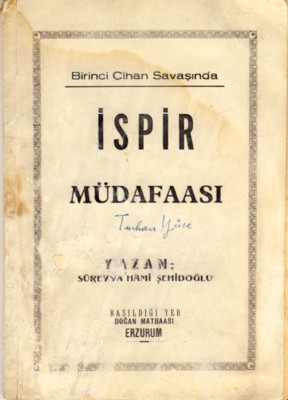 Birinci Cihan Savaşında
İSPİR
MÜDAFAASI
Turhan Yüce
YAZAN:
SÜREYYA HAMİ ŞEHİDOĞLU
BASILDIĞI YER
DOĞAN MATBAASI
ERZURUM